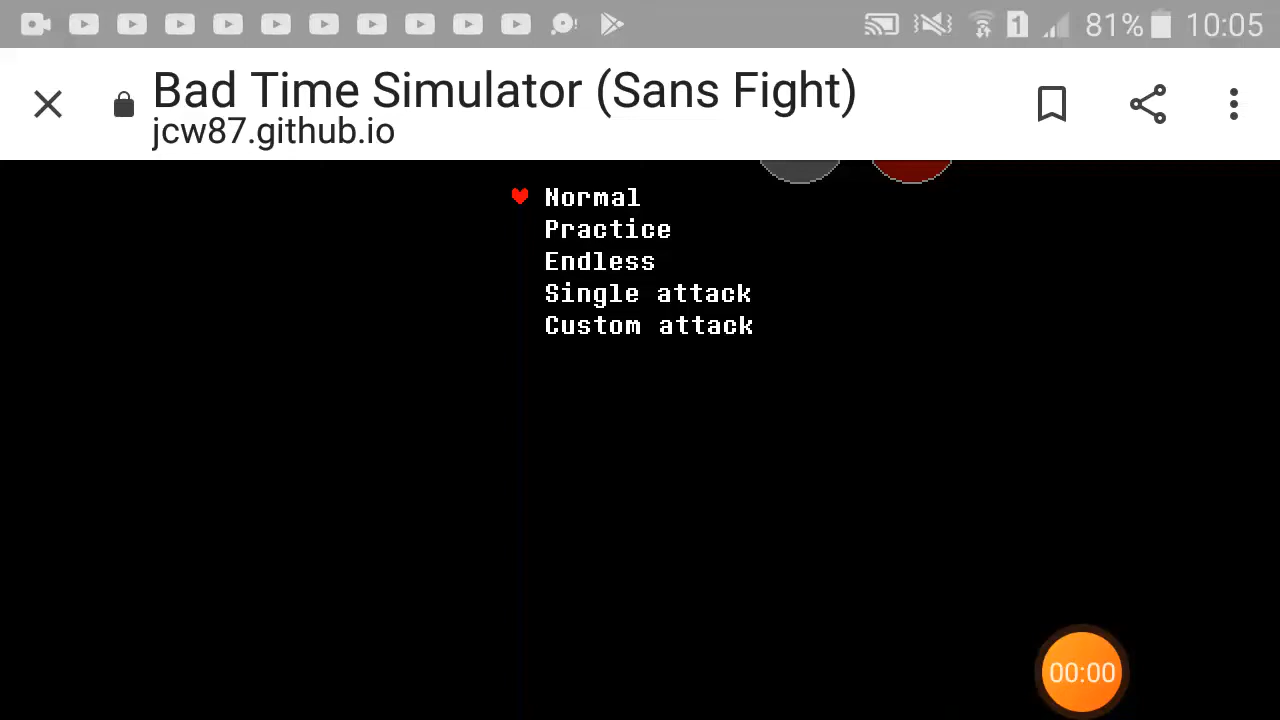 1 81% 10:05
Bad Time Simulator (Sans Fight)
jcw87.github.io
Normal
Practice
Endless
Single attack
Custom attack
00:00